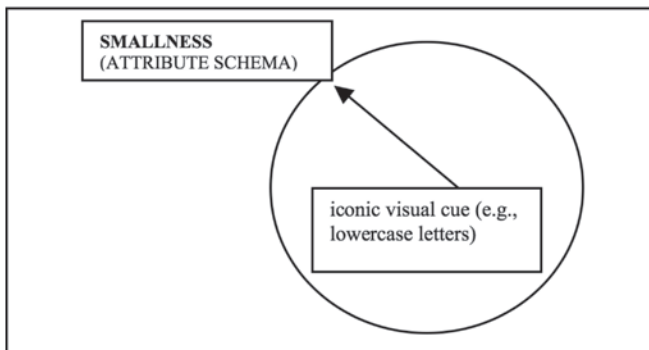 SMALLNESS
(ATTRIBUTE SCHEMA)
iconic visual cue (e.g.,
lowercase letters)